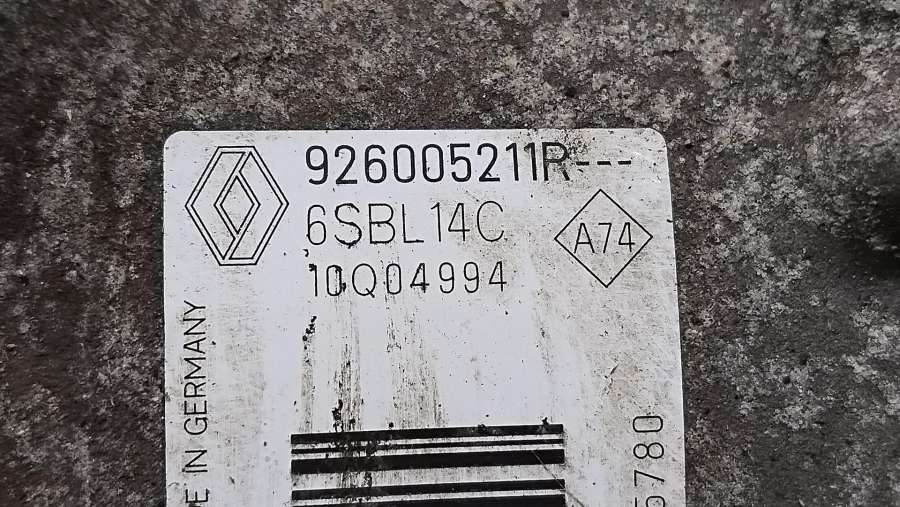 926005211R---
6SBL14C
A74
10Q04994
IN GERMANY
5780